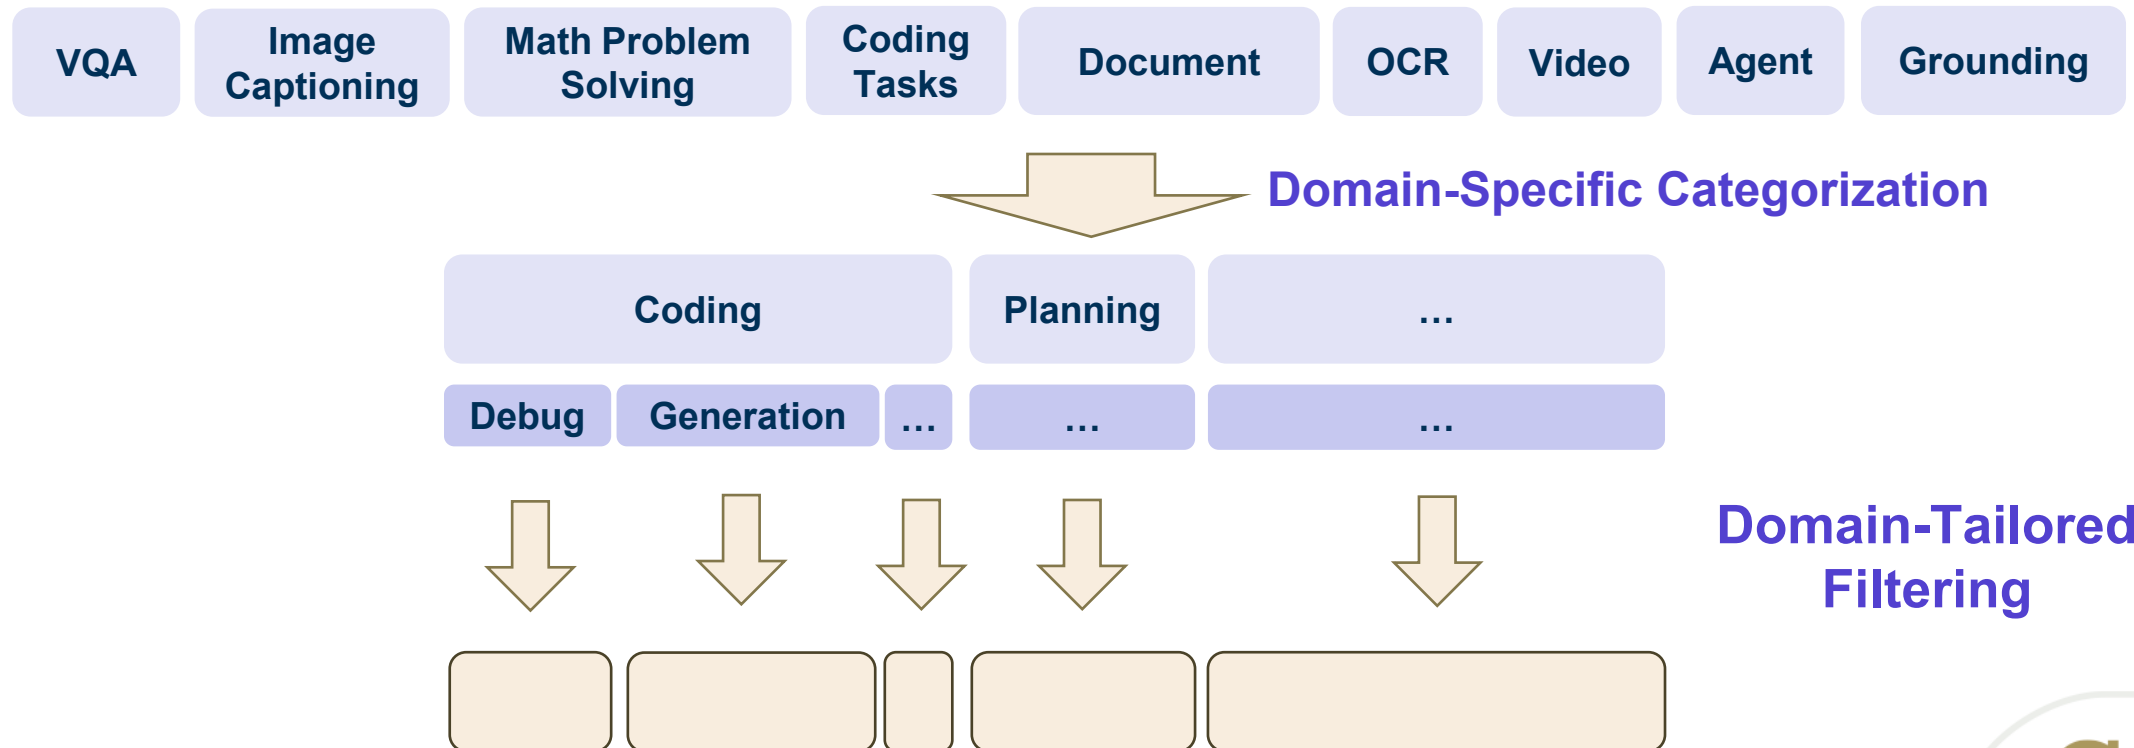 VQA
Image
Captioning
Math Problem
Solving
Coding
Tasks
Document
OCR
Video
Agent
Grounding
Domain-Specific Categorization
Coding
Planning
…
Debug
Generation
…
…
…
Domain-Tailored
Filtering